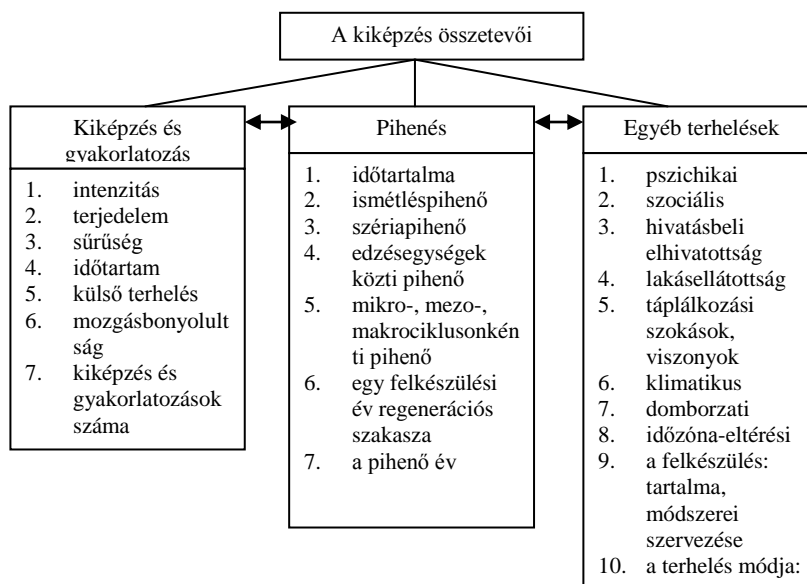 A kiképzés összetevői
Kiképzés és
gyakorlatozás
1. intenzitás
2. terjedelem
3. sűrűség
4. időtartam
5. külső terhelés
6. mozgásbonyolult
ság
7. kiképzés és
gyakorlatozások
száma
Pihenés
1. időtartalma
2. ismétléspihenő
3. szériapihenő
4. edzésegységek
közti pihenő
5. mikro-, mezo-,
makrociklusonkén
ti pihenő
6. egy felkészülési
év regenerációs
szakasza
7. a pihenő év
Egyéb terhelések
1. pszichikai
2. szociális
3. hivatásbeli
elhivatottság
4. lakásellátottság
5. táplálkozási
szokások,
viszonyok
6. klimatikus
7. domborzati
8. időzóna-eltérési
9. a felkészülés:
tartalma,
módszerei
szervezése
10. a terhelés módja: